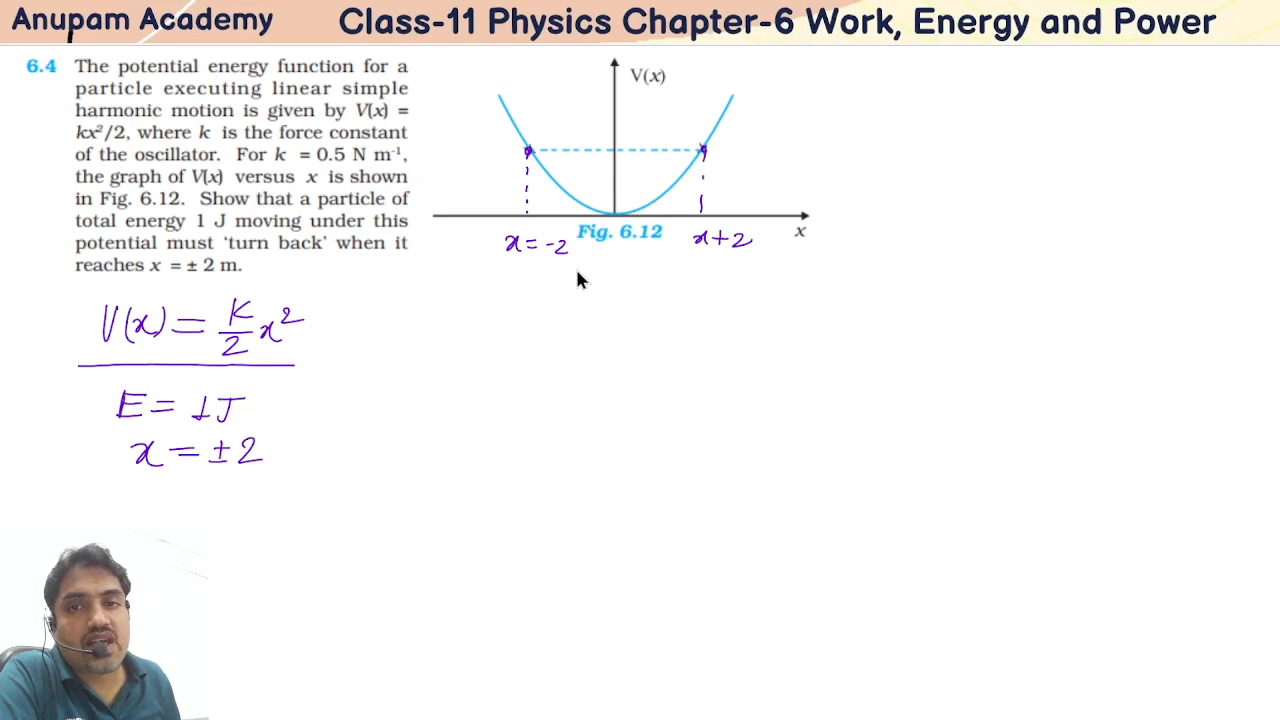 Anupam Academy
Class-11 Physics Chapter-6 Work, Energy and Power
6.4 The potential energy function for a
particle executing linear simple
harmonic motion is given by V(x) =
kx²/2, where k is the force constant
of the oscillator. For k = 0.5 N m⁻¹,
the graph of V(x) versus x is shown
in Fig. 6.12. Show that a particle of
total energy 1 J moving under this
potential must 'turn back' when it
reaches x = ± 2 m.
V(x)
x
x = -2
Fig. 6.12
x+2
V(x) = K/2 x²
E = 1J
x = ±2